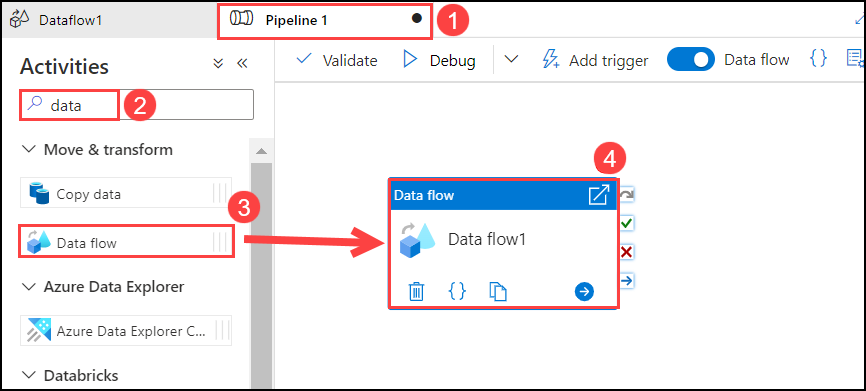 Dataflow1
Pipeline 1
1
Activities
Validate
Debug
Add trigger
Data flow
{}
data
2
Move & transform
Copy data
Data flow
3
4
Data flow
Data flow1
{}
Azure Data Explorer
Azure Data Explorer C...
Databricks